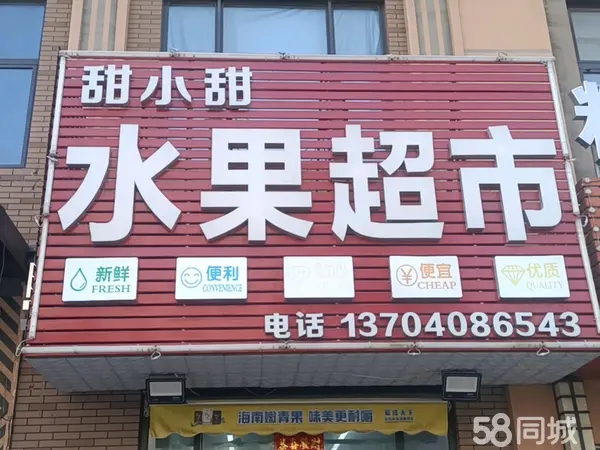 甜小甜
水果超市
新鲜 FRESH
便利 CONVENIENCE
便宜 CHEAP
优质 QUALITY
电话 13704086543
海南嫩青果 味美更耐嚼
58同城